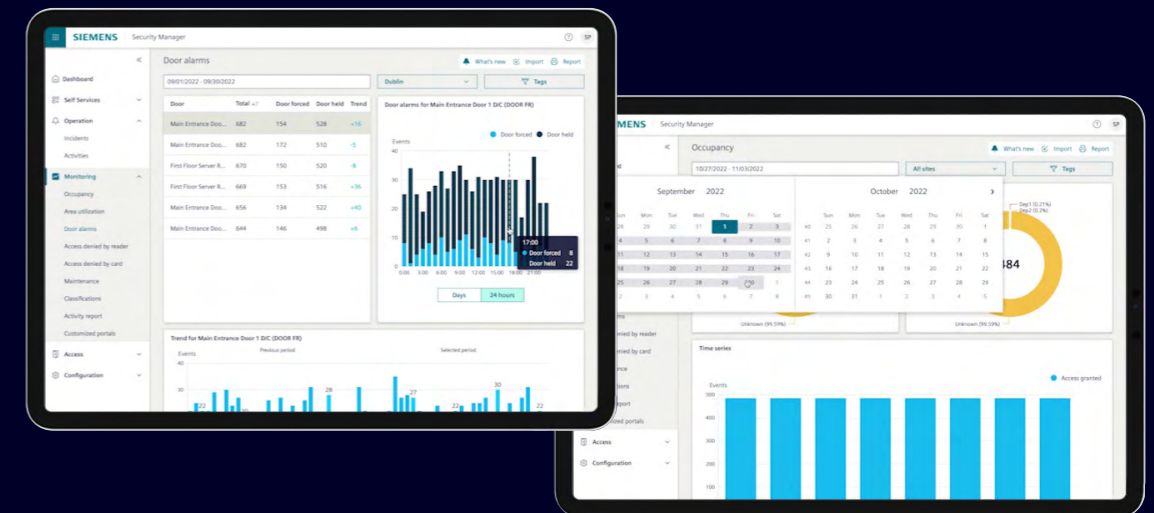 SIEMENS Security Manager SP
Door alarms What's new Import Report
Dashboard
Self Services
Operation
Incidents
Activities
Monitoring
Occupancy
Area utilization
Door alarms
Access denied by reader
Access denied by card
Maintenance
Classifications
Activity report
Customized portals
Access
Configuration
09/01/2022 - 09/30/2022 Dublin Tags
Door Total Door forced Door held Trend
Main Entrance Doo... 682 154 528 +16
Main Entrance Doo... 682 172 510 -5
First Floor Server R... 670 150 520 -8
First Floor Server R... 669 153 516 +36
Main Entrance Doo... 656 134 522 +40
Main Entrance Doo... 644 146 498 +6
Door alarms for Main Entrance Door 1 D/C (DOOR FR)
Door forced Door held
Events
40
30
20
10
0
0:00 3:00 6:00 9:00 12:00 15:00 18:00 21:00
17:00
Door forced 8
Door held 22
Days 24 hours
Trend for Main Entrance Door 1 D/C (DOOR FR)
Events Previous period Selected period
40
30
22 28 27 22 30 22
MENS Security Manager SP
Occupancy What's new Import Report
10/27/2022 - 11/03/2022 All sites Tags
September 2022
Sun Mon Tue Wed Thu Fri Sat
28 29 30 31 1 2 3
4 5 6 7 8 9 10
11 12 13 14 15 16 17
18 19 20 21 22 23 24
25 26 27 28 29 30 1
2 3 4 5 6 7 8
October 2022
Sun Mon Tue Wed Thu Fri Sat
40 25 26 27 28 29 30 1
41 2 3 4 5 6 7 8
42 9 10 11 12 13 14 15
43 16 17 18 19 20 21 22
44 23 24 25 26 27 28 29
45 30 31 1 2 3 4 5
Dep1 (0.21%)
Dep2 (0.2%)
484
Unknown (99.59%) Unknown (99.59%)
enied by reader
enied by card
nce
tions
eport
ized portals
Access
Configuration
Time series
Access granted
Events
500
400
300
200
100